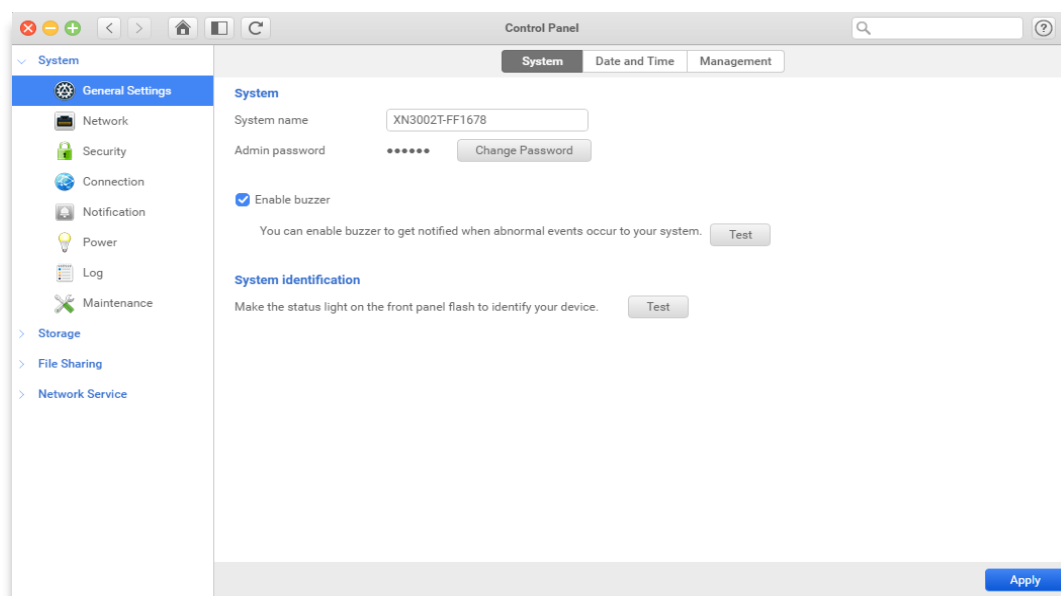 Control Panel
System
General Settings
Network
Security
Connection
Notification
Power
Log
Maintenance
Storage
File Sharing
Network Service
System Date and Time Management
System
System name XN3002T-FF1678
Admin password •••••• Change Password
Enable buzzer
You can enable buzzer to get notified when abnormal events occur to your system. Test
System identification
Make the status light on the front panel flash to identify your device. Test
Apply